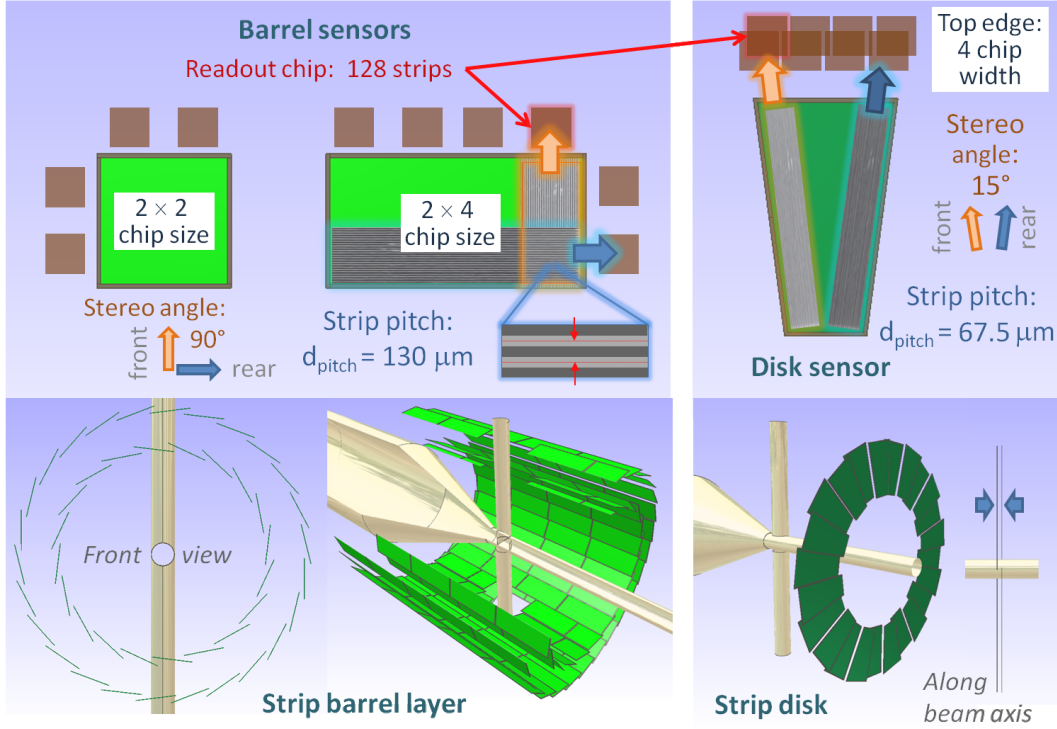 Barrel sensors
Readout chip: 128 strips
2 × 2
chip size
2 × 4
chip size
Stereo angle:
90°
front
rear
Strip pitch:
d_pitch = 130 µm
Top edge:
4 chip
width
Stereo
angle:
15°
front
rear
Strip pitch:
d_pitch = 67.5 µm
Disk sensor
Front view
Strip barrel layer
Strip disk
Along
beam axis